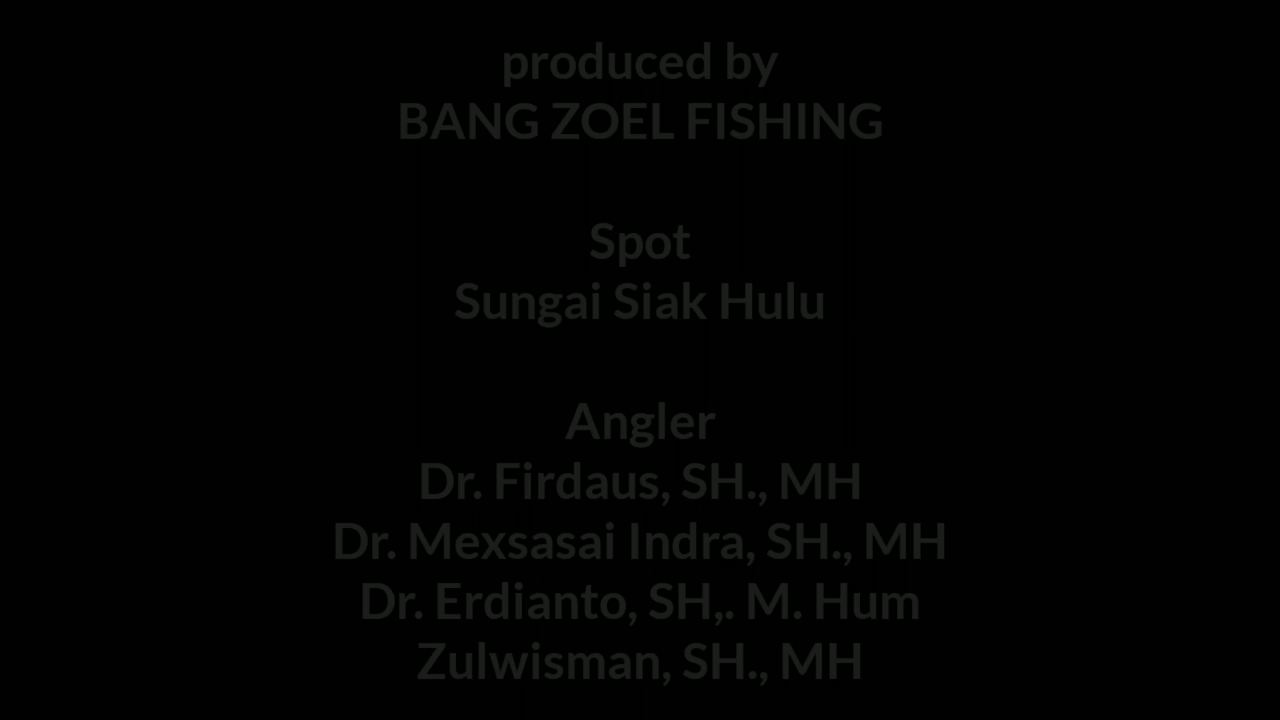 produced by
BANG ZOEL FISHING
Spot
Sungai Siak Hulu
Angler
Dr. Firdaus, SH., MH
Dr. Mexsasai Indra, SH., MH
Dr. Erdianto, SH,. M. Hum
Zulwisman, SH., MH